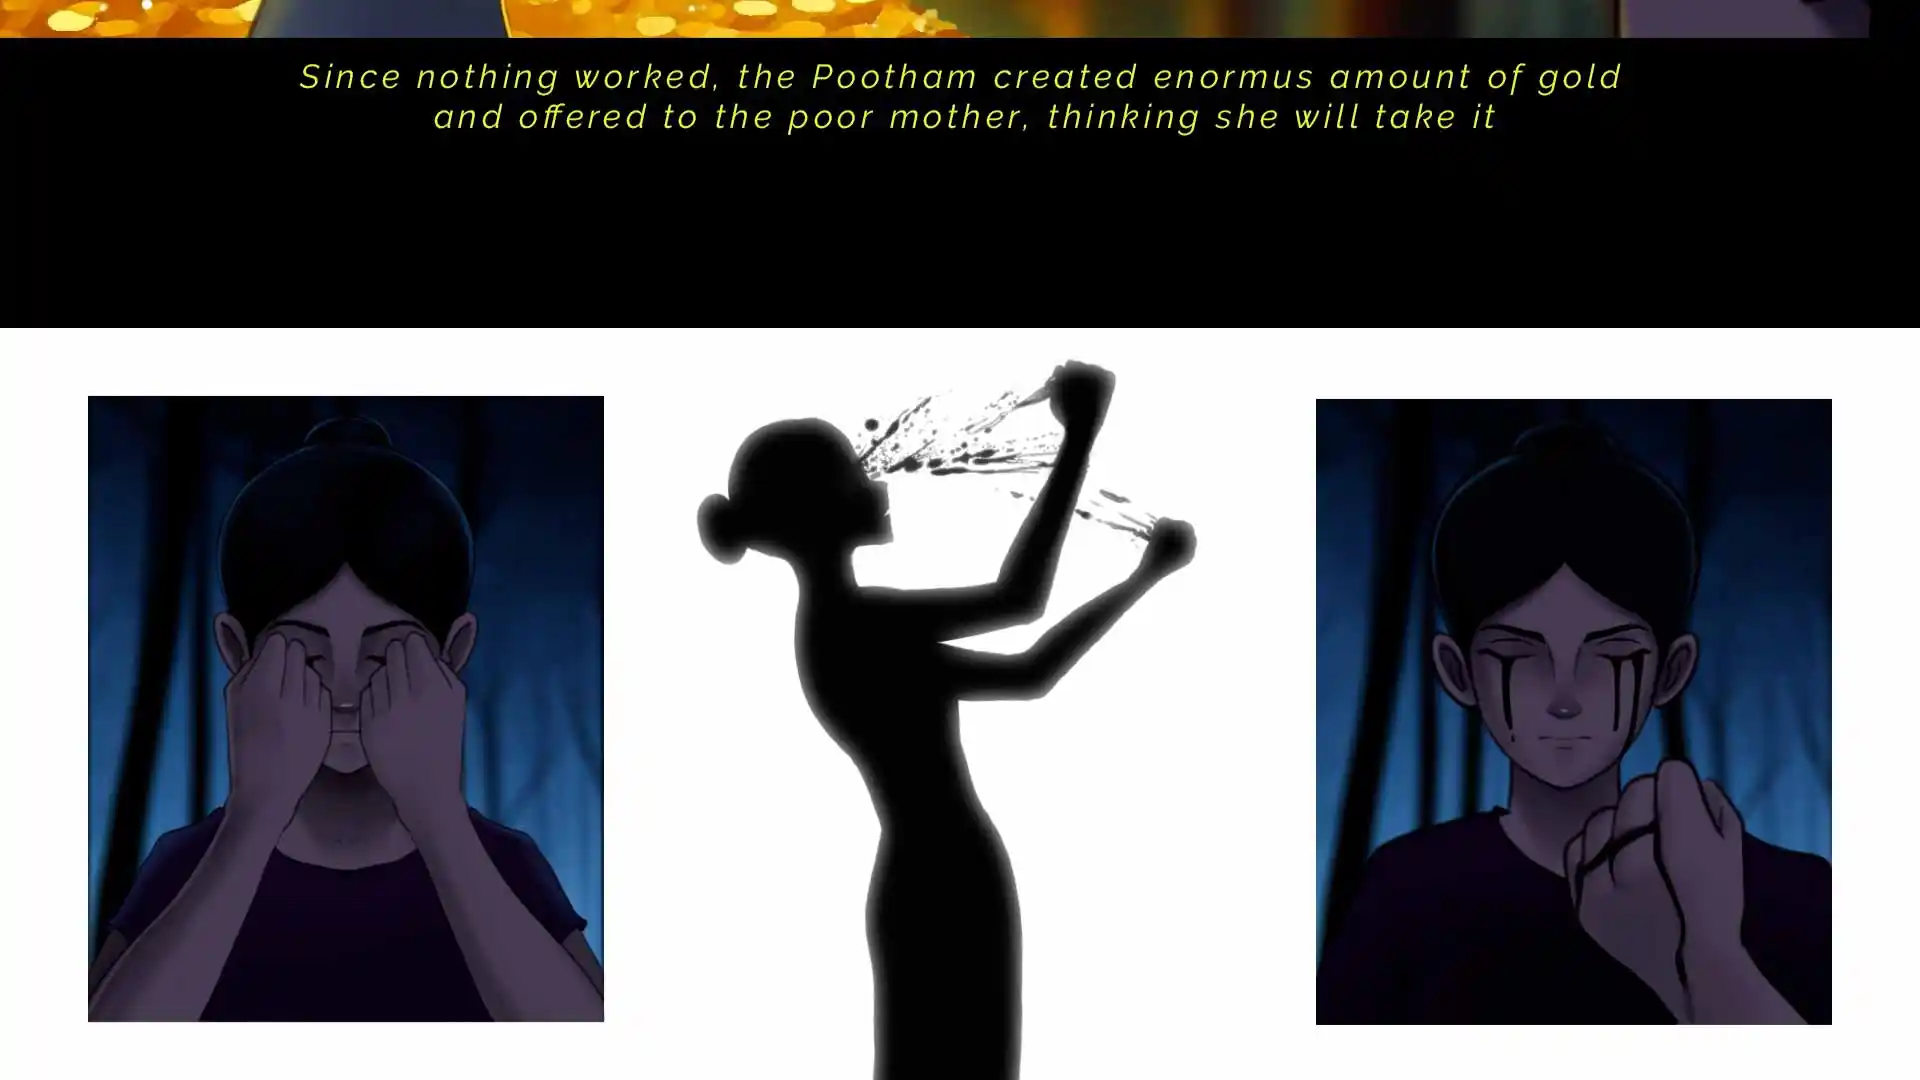 Since nothing worked, the Pootham created enormus amount of gold
and offered to the poor mother, thinking she will take it